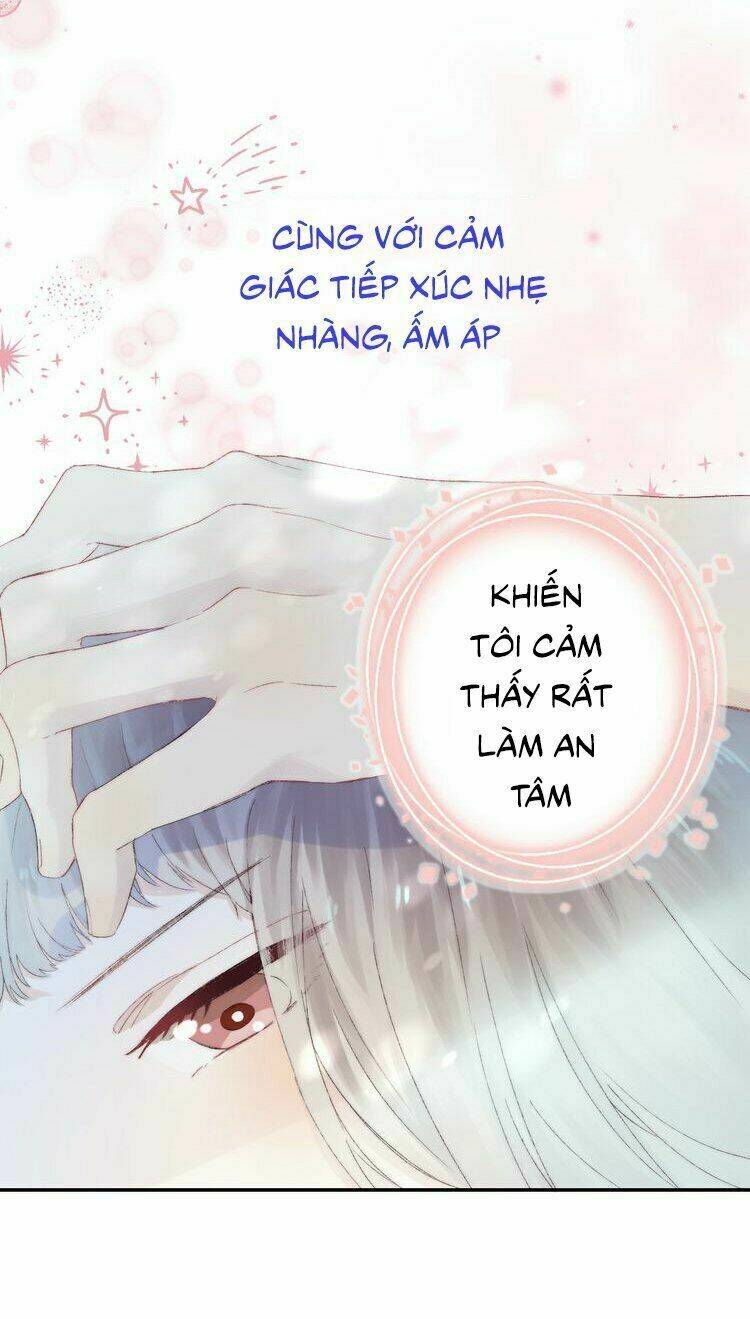 CÙNG VỚI CẢM
GIÁC TIẾP XÚC NHẸ
NHÀNG, ẤM ÁP
KHIẾN
TÔI CẢM
THẤY RẤT
LÀM AN
TÂM